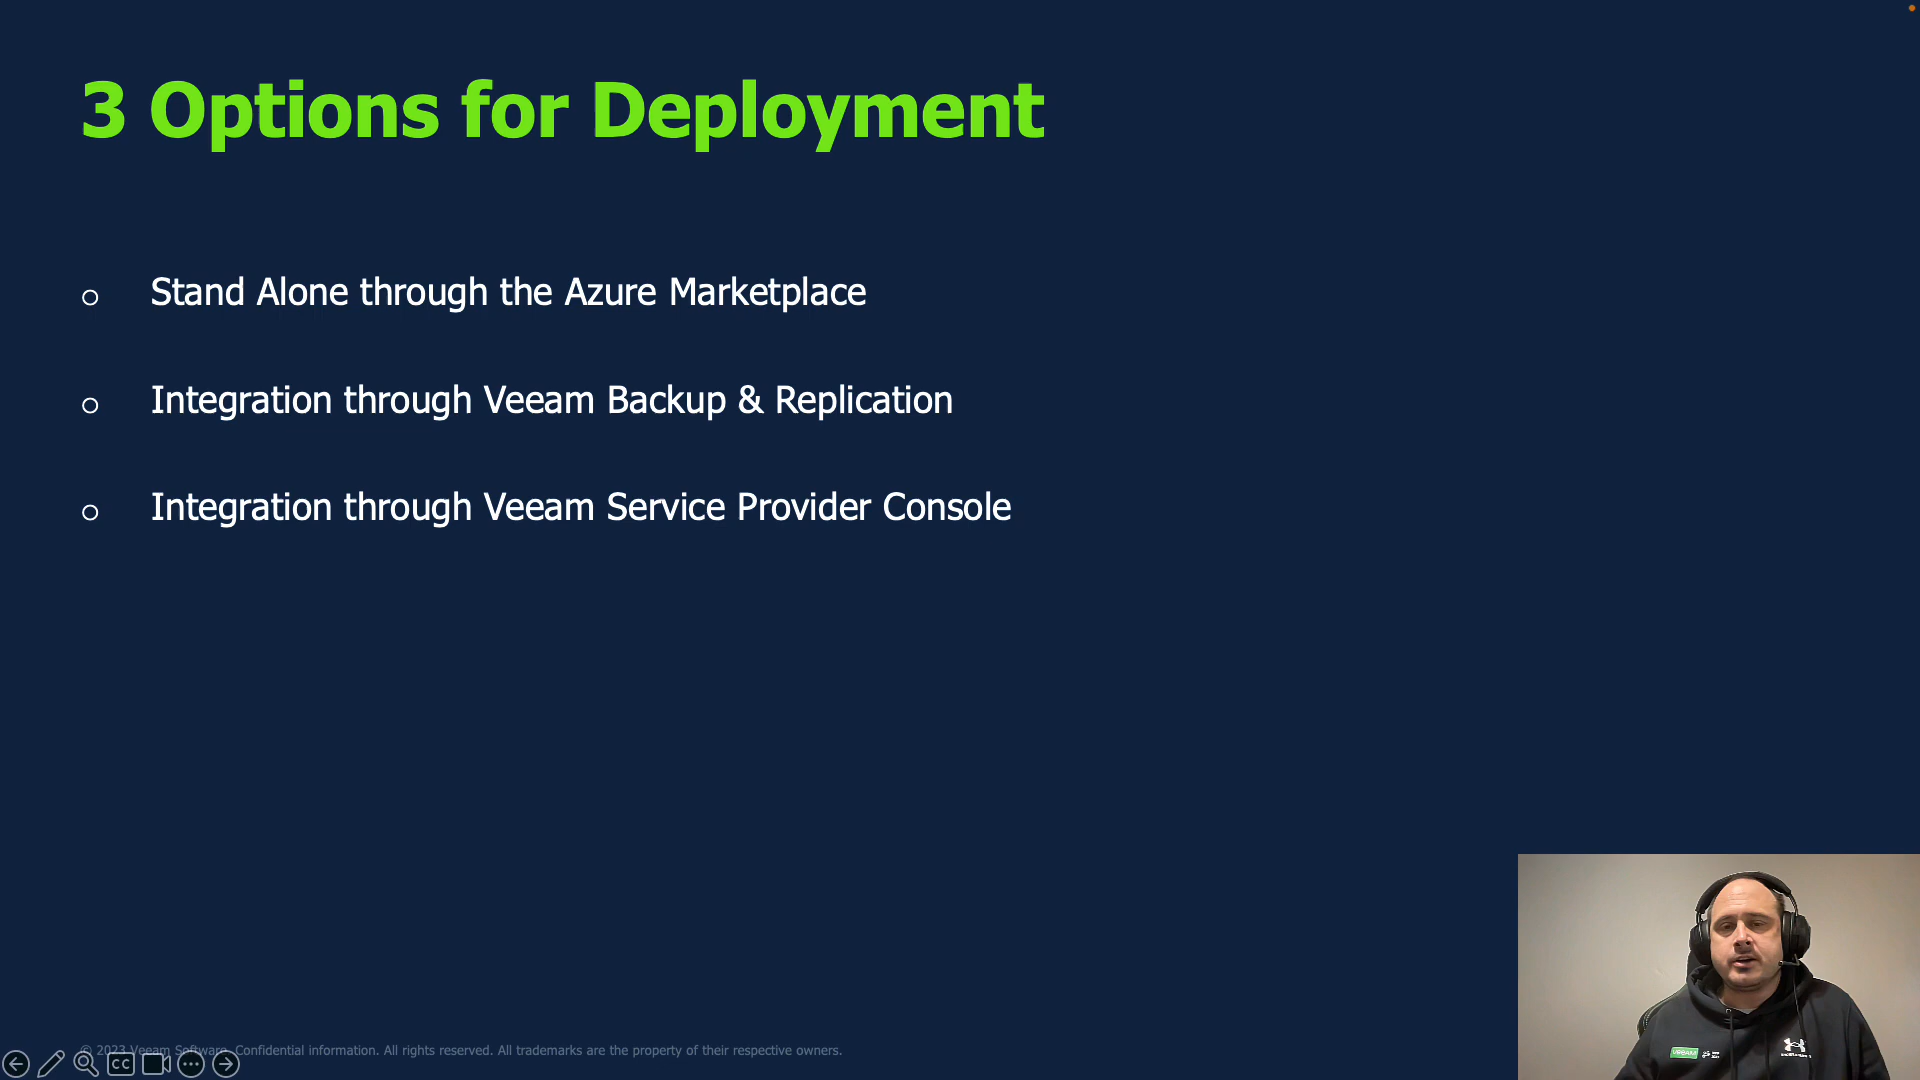 3 Options for Deployment
Stand Alone through the Azure Marketplace
Integration through Veeam Backup & Replication
Integration through Veeam Service Provider Console
© 2023 Veeam Software. Confidential information. All rights reserved. All trademarks are the property of their respective owners.
CC
VEEAM